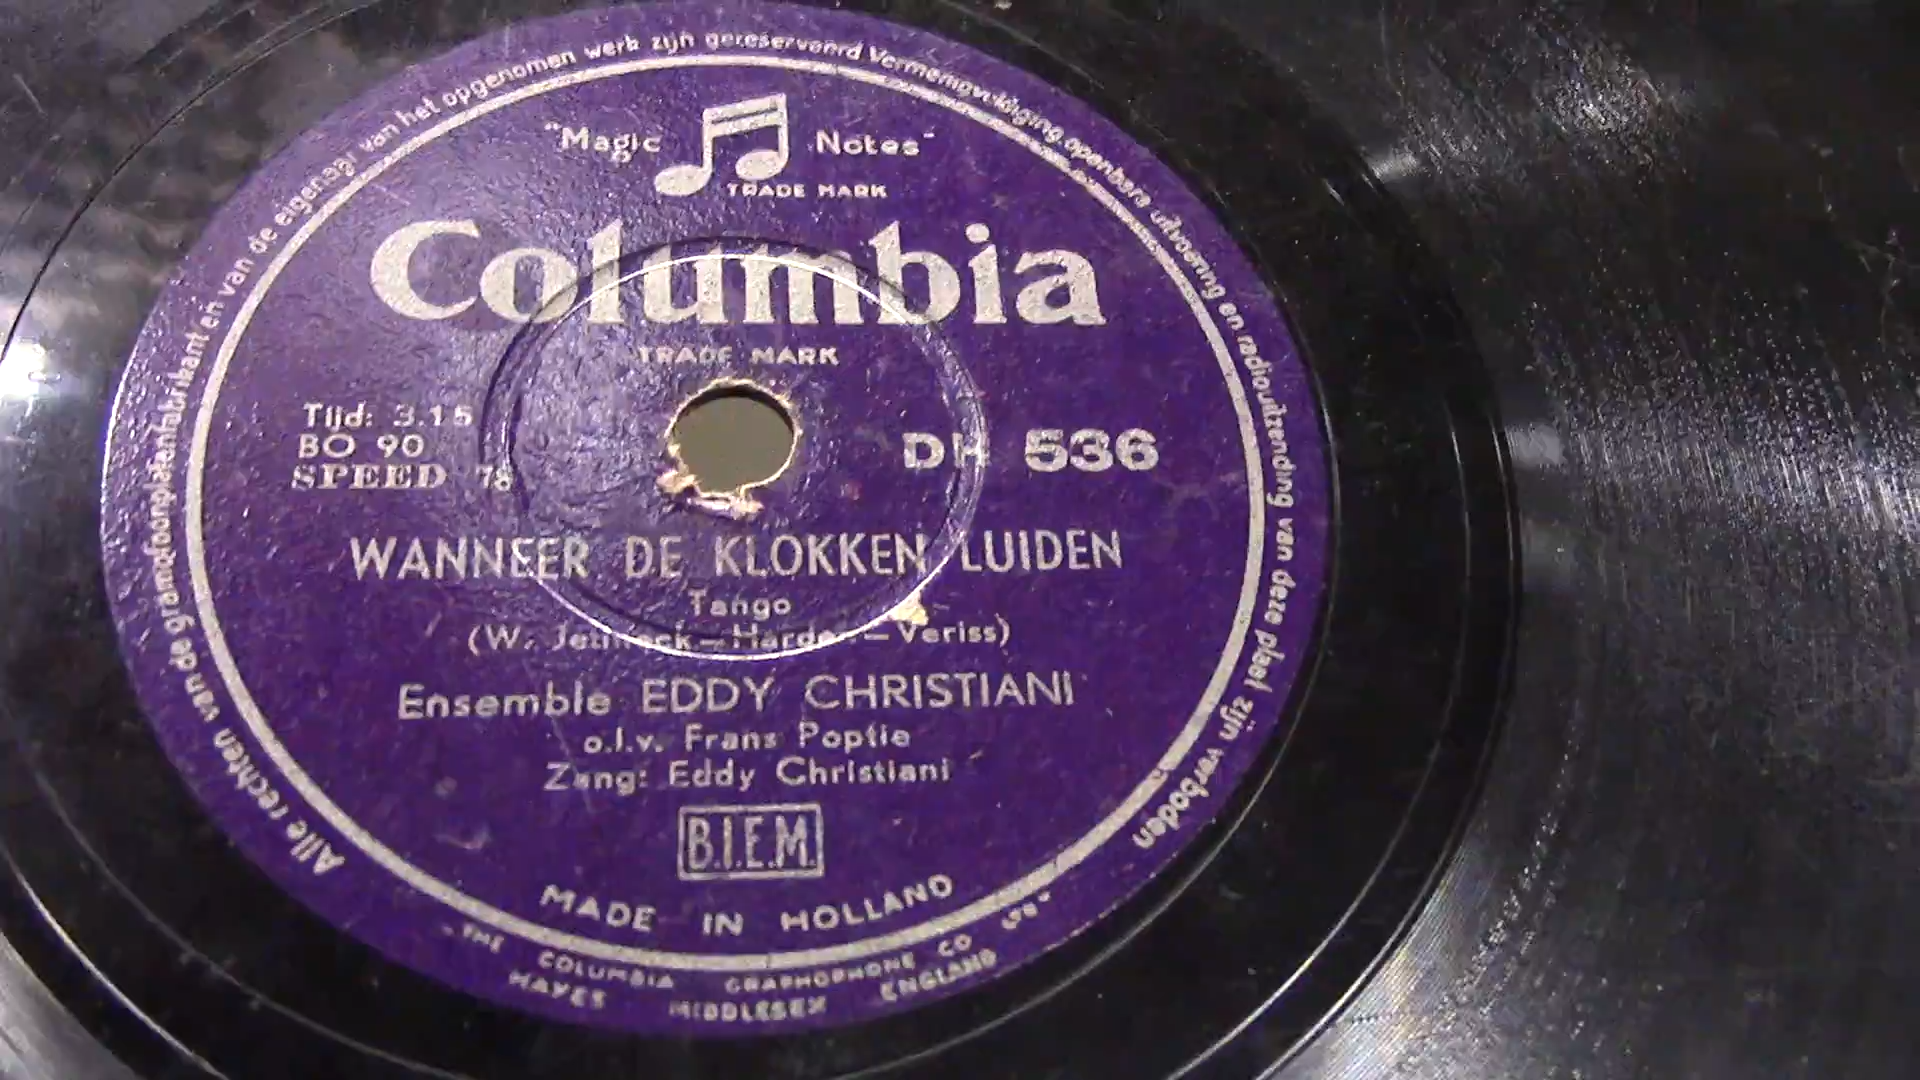 Alle rechten van de gramofoonplatenfabrikant en van de eigenaar van het opgenomen werk zijn gereserveerd Vermenigvuldiging, openbare uitvoering en radiouitzending van deze plaat zijn verboden
"Magic Notes"
TRADE MARK
Columbia
TRADE MARK
Tijd: 3.15
BO 90
SPEED 78
DH 536
WANNEER DE KLOKKEN LUIDEN
Tango
(W. – Veriss)
Ensemble EDDY CHRISTIANI
o.l.v. Frans Poptie
Zang: Eddy Christiani
B.I.E.M.
MADE IN HOLLAND
THE COLUMBIA GRAPHOPHONE CO LTD
HAYES MIDDLESEX ENGLAND